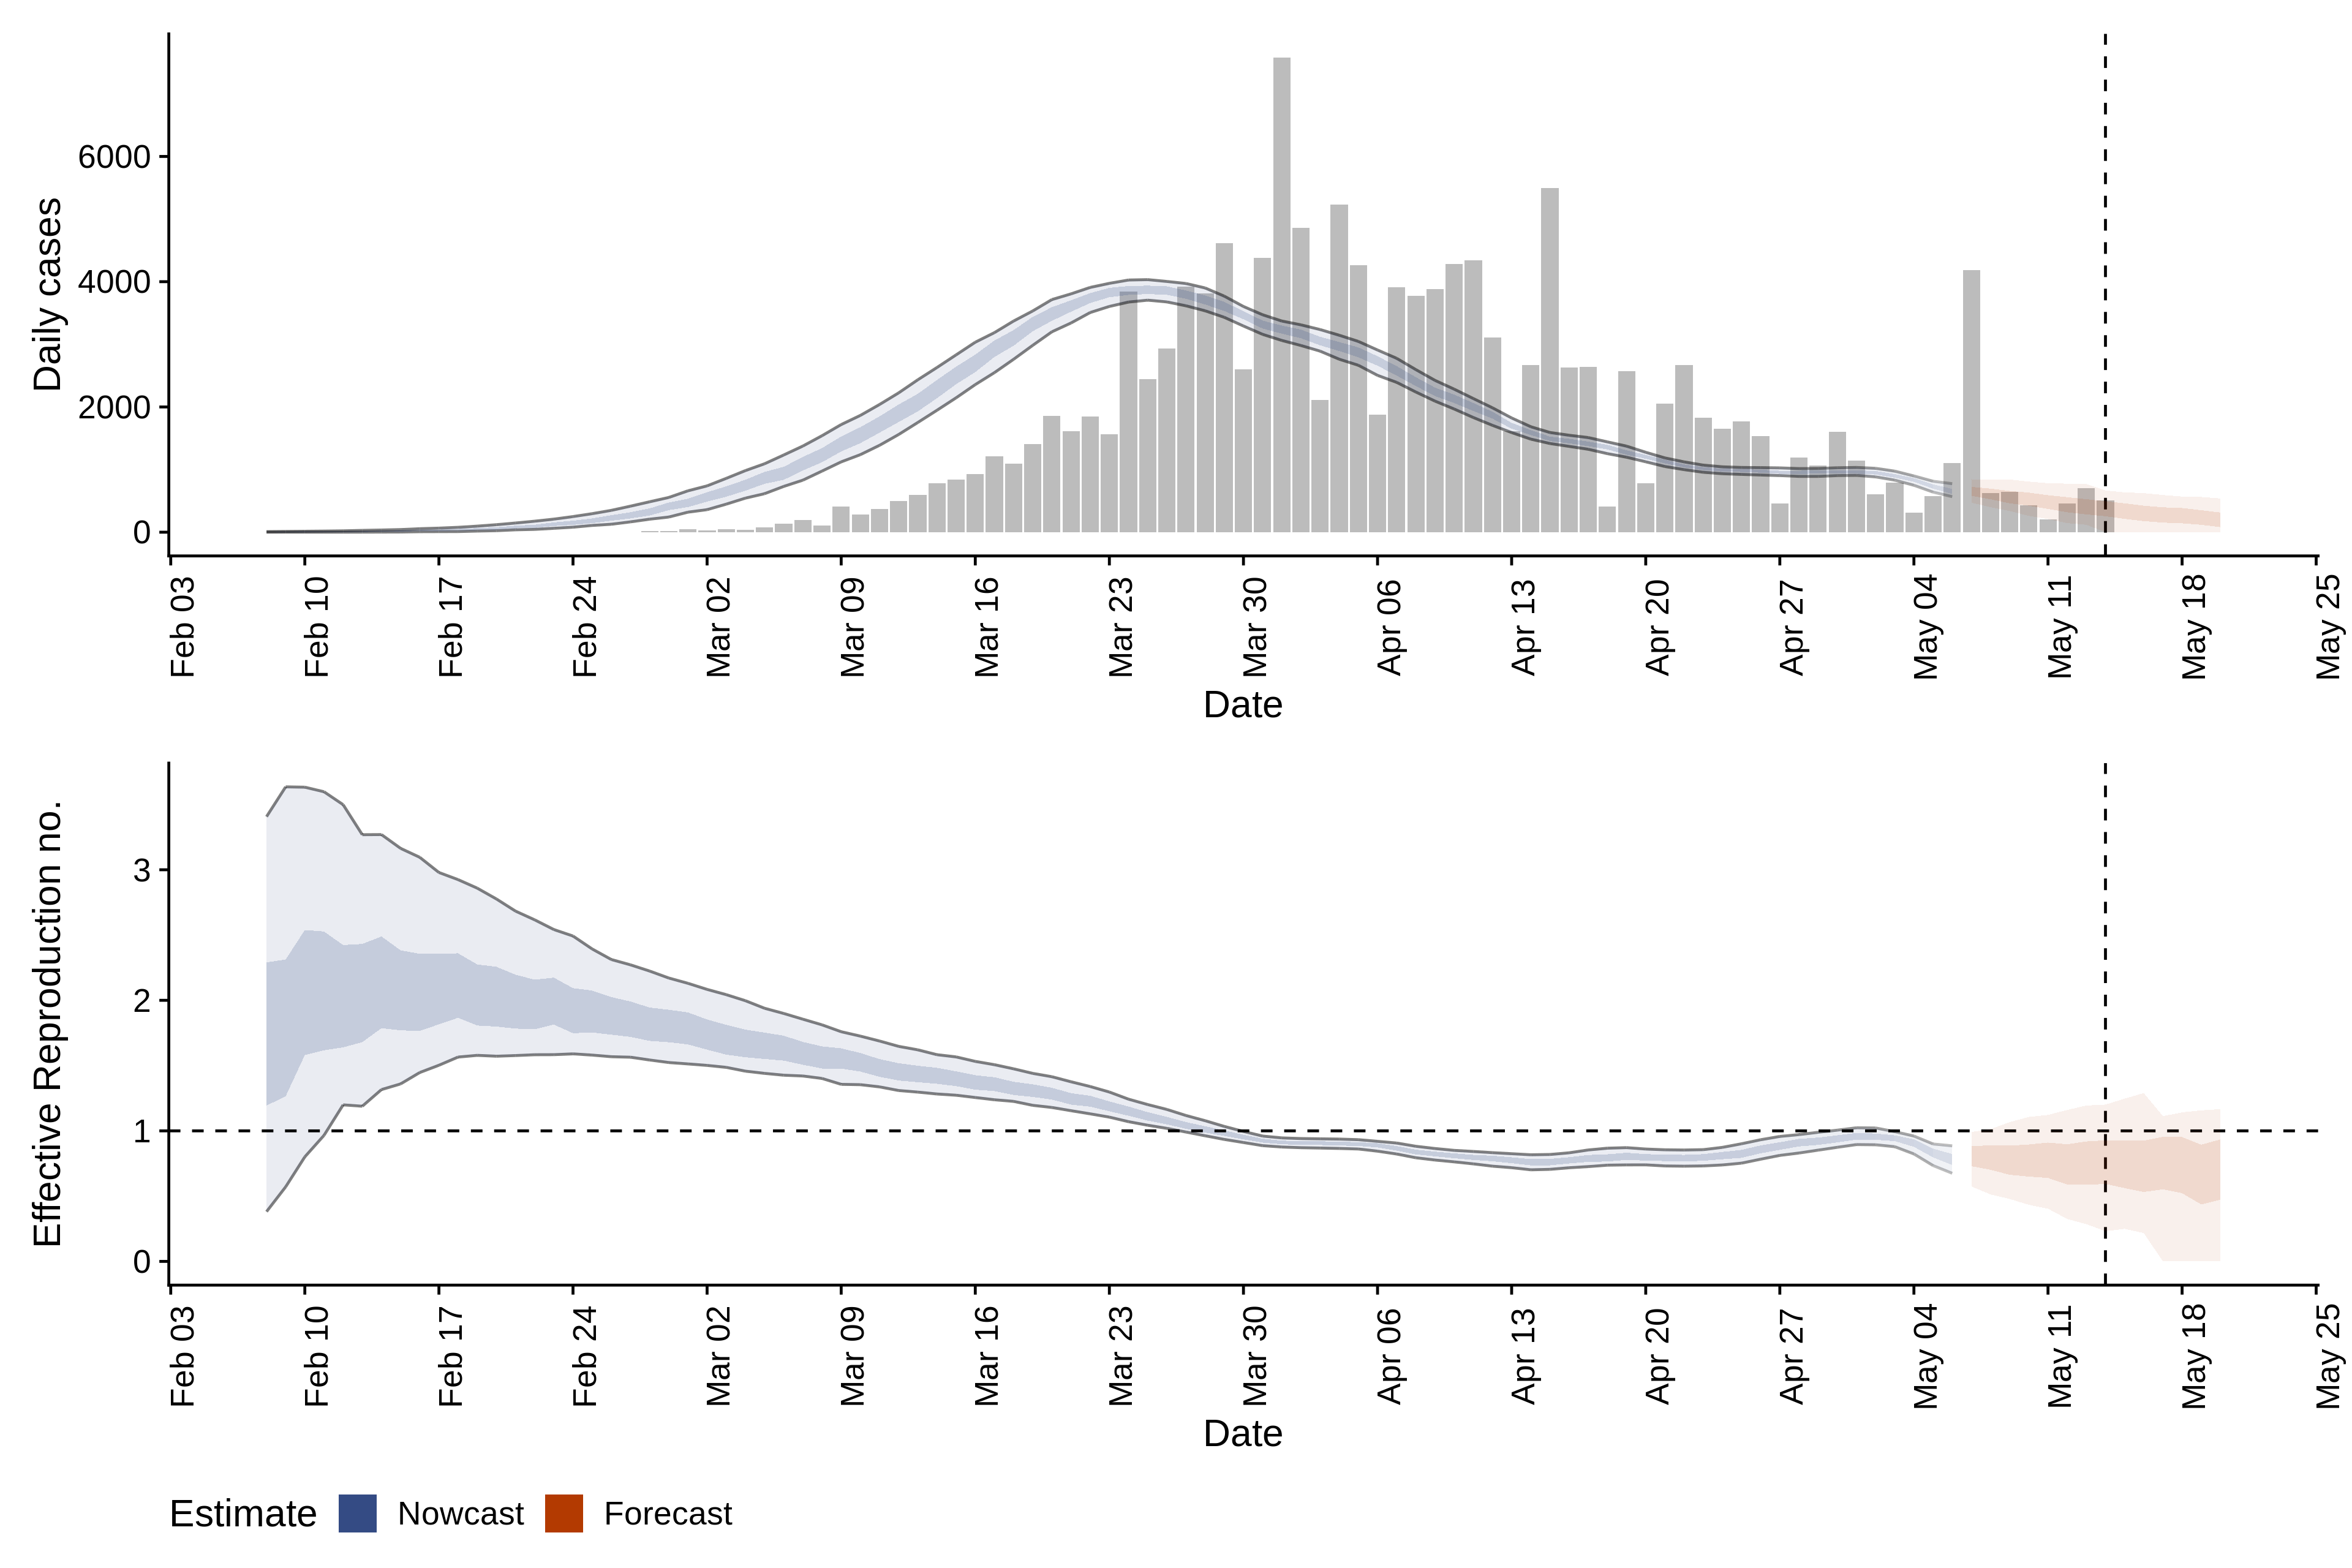 Daily cases
6000
4000
2000
0
Feb 03 Feb 10 Feb 17 Feb 24 Mar 02 Mar 09 Mar 16 Mar 23 Mar 30 Apr 06 Apr 13 Apr 20 Apr 27 May 04 May 11 May 18 May 25
Date
Effective Reproduction no.
3
2
1
0
Feb 03 Feb 10 Feb 17 Feb 24 Mar 02 Mar 09 Mar 16 Mar 23 Mar 30 Apr 06 Apr 13 Apr 20 Apr 27 May 04 May 11 May 18 May 25
Date
Estimate Nowcast Forecast